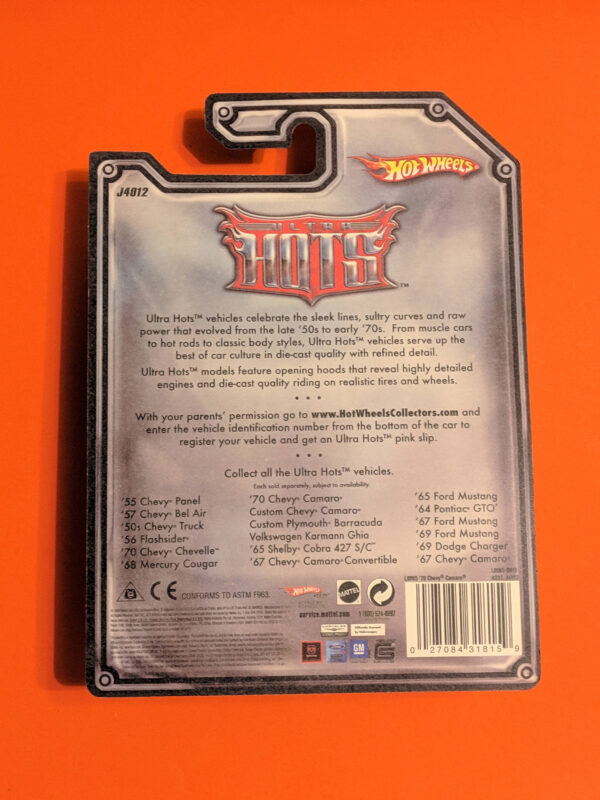 J4012
HOT WHEELS®
ULTRA
HOTS™
Ultra Hots™ vehicles celebrate the sleek lines, sultry curves and raw
power that evolved from the late '50s to early '70s. From muscle cars
to hot rods to classic body styles, Ultra Hots™ vehicles serve up the
best of car culture in die-cast quality with refined detail.
Ultra Hots™ models feature opening hoods that reveal highly detailed
engines and die-cast quality riding on realistic tires and wheels.
• • •
With your parents' permission go to www.HotWheelsCollectors.com and
enter the vehicle identification number from the bottom of the car to
register your vehicle and get an Ultra Hots™ pink slip.
• • •
Collect all the Ultra Hots™ vehicles.
Each sold separately, subject to availability.
'55 Chevy® Panel
'57 Chevy® Bel Air
'50s Chevy® Truck
'56 Flashsider®
'70 Chevy® Chevelle™
'68 Mercury Cougar
'70 Chevy® Camaro®
Custom Chevy® Camaro®
Custom Plymouth® Barracuda
Volkswagen Karmann Ghia
'65 Shelby® Cobra 427 S/C™
'67 Chevy® Camaro® Convertible
'65 Ford Mustang
'64 Pontiac® GTO®
'67 Ford Mustang
'69 Ford Mustang
'69 Dodge Charger
'67 Chevy® Camaro®
CE CONFORMS TO ASTM F963.
HOT WHEELS
MATTEL
service.mattel.com
'70 Chevy® Camaro®
GM
0 27084 31815 9